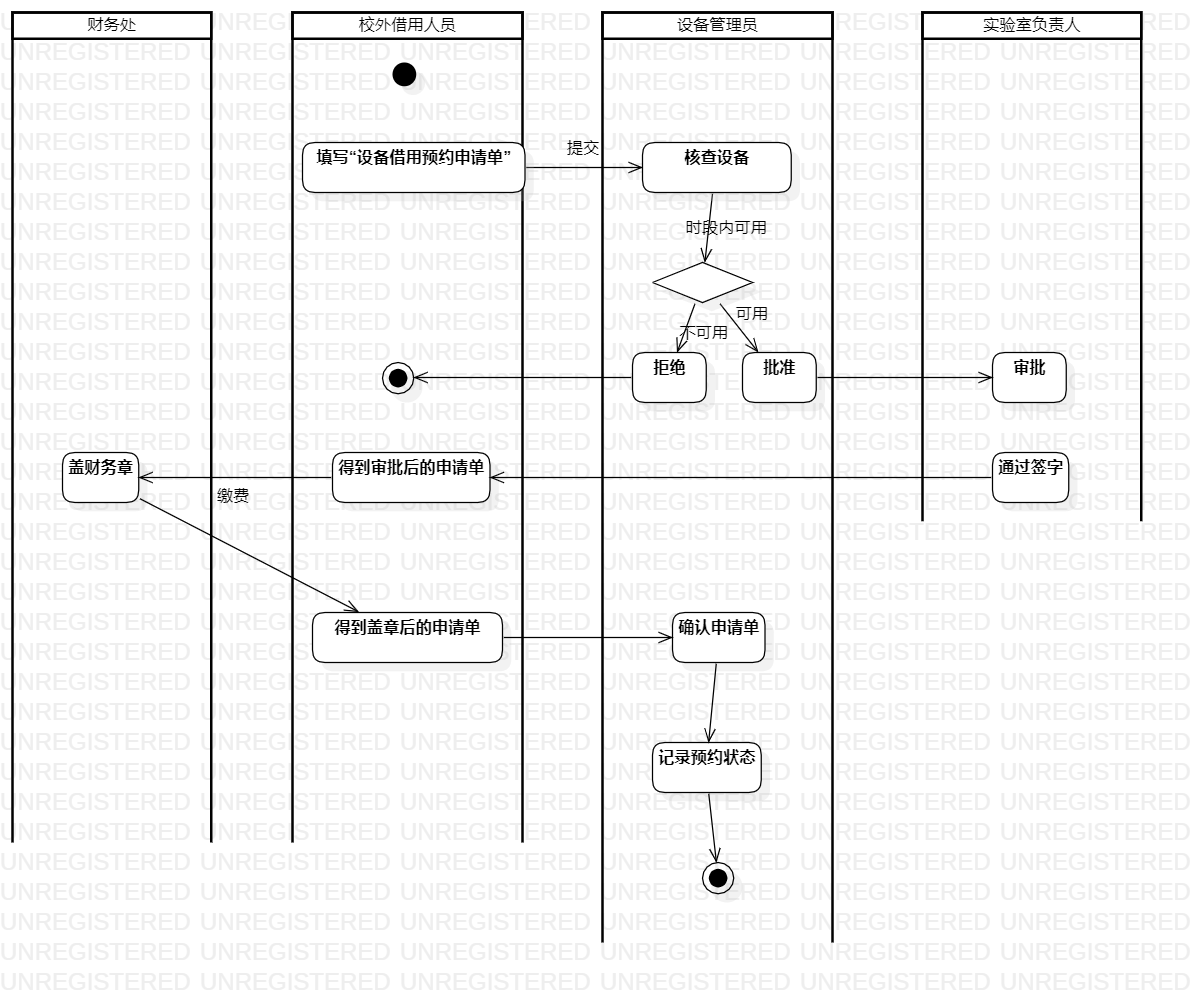 财务处
校外借用人员
设备管理员
实验室负责人
填写“设备借用预约申请单”
提交
核查设备
时段内可用
可用
不可用
拒绝
批准
审批
盖财务章
缴费
得到审批后的申请单
通过签字
得到盖章后的申请单
确认申请单
记录预约状态
UNREGISTERED